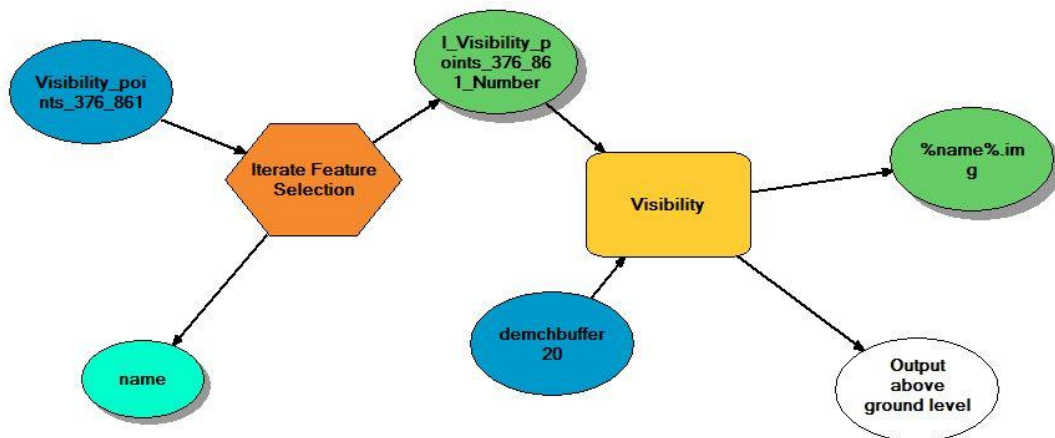 Visibility_poi
nts_376_861
I_Visibility_p
oints_376_86
1_Number
Iterate Feature
Selection
%name%.im
g
Visibility
name
demchbuffer
20
Output
above
ground level